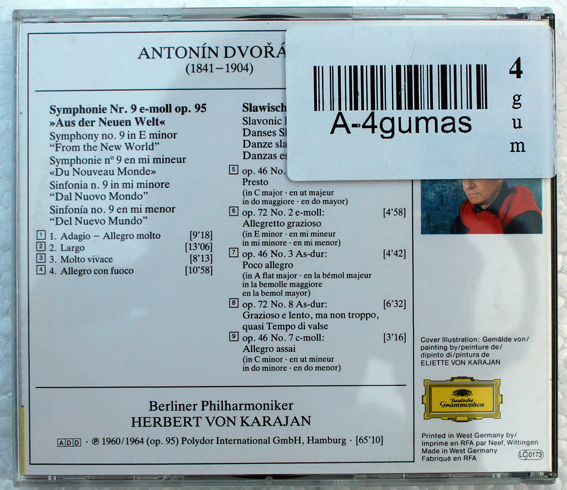 ANTONÍN DVOŘÁ
(1841–1904)
A-4gumas
4
g
u
m
Symphonie Nr. 9 e-moll op. 95
»Aus der Neuen Welt«
Symphony no. 9 in E minor
“From the New World”
Symphonie nº 9 en mi mineur
«Du Nouveau Monde»
Sinfonia n. 9 in mi minore
“Dal Nuovo Mondo”
Sinfonía no. 9 en mi menor
“Del Nuevo Mundo”
1 1. Adagio – Allegro molto [9'18]
2 2. Largo [13'06]
3 3. Molto vivace [8'13]
4 4. Allegro con fuoco [10'58]
Slawisch
Slavonic
Danses Sl
Danze sla
Danzas es
5 op. 46 No.
Presto
(in C major · en ut majeur
in do maggiore · en do mayor)
6 op. 72 No. 2 e-moll: [4'58]
Allegretto grazioso
(in E minor · en mi mineur
in mi minore · en mi menor)
7 op. 46 No. 3 As-dur: [4'42]
Poco allegro
(in A flat major · en la bémol majeur
in la bemolle maggiore
en la bemol mayor)
8 op. 72 No. 8 As-dur: [6'32]
Grazioso e lento, ma non troppo,
quasi Tempo di valse
9 op. 46 No. 7 c-moll: [3'16]
Allegro assai
(in C minor · en ut mineur
in do minore · en do menor)
Berliner Philharmoniker
HERBERT VON KARAJAN
ADD · ℗ 1960/1964 (op. 95) Polydor International GmbH, Hamburg · [65'10]
Cover Illustration: Gemälde von/
painting by/peinture de/
dipinto di/pintura de
ELIETTE VON KARAJAN
Deutsche
Grammophon
Printed in West Germany by/
Imprimé en RFA par Neef, Wittingen
Made in West Germany
Fabriqué en RFA
LC 0173